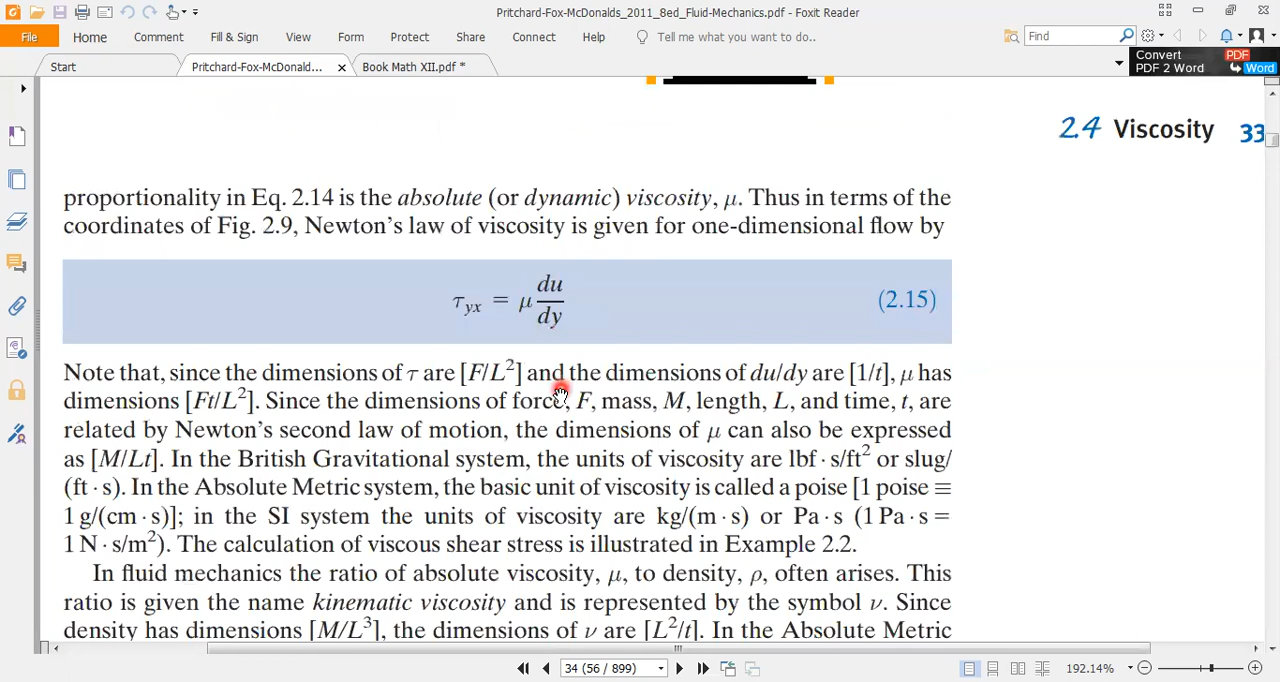 Pritchard-Fox-McDonalds_2011_8ed_Fluid-Mechanics.pdf - Foxit Reader
File Home Comment Fill & Sign View Form Protect Share Connect Help Tell me what you want to do.. Find
Start Pritchard-Fox-McDonald... Book Math XII.pdf *
Convert PDF
PDF 2 Word Word
2.4 Viscosity 33
proportionality in Eq. 2.14 is the absolute (or dynamic) viscosity, μ. Thus in terms of the
coordinates of Fig. 2.9, Newton’s law of viscosity is given for one-dimensional flow by
τyx = μ du/dy (2.15)
Note that, since the dimensions of τ are [F/L²] and the dimensions of du/dy are [1/t], μ has
dimensions [Ft/L²]. Since the dimensions of force, F, mass, M, length, L, and time, t, are
related by Newton’s second law of motion, the dimensions of μ can also be expressed
as [M/Lt]. In the British Gravitational system, the units of viscosity are lbf · s/ft² or slug/
(ft · s). In the Absolute Metric system, the basic unit of viscosity is called a poise [1 poise ≡
1 g/(cm · s)]; in the SI system the units of viscosity are kg/(m · s) or Pa · s (1 Pa · s =
1 N · s/m²). The calculation of viscous shear stress is illustrated in Example 2.2.
In fluid mechanics the ratio of absolute viscosity, μ, to density, ρ, often arises. This
ratio is given the name kinematic viscosity and is represented by the symbol ν. Since
density has dimensions [M/L³], the dimensions of ν are [L²/t]. In the Absolute Metric
34 (56 / 899) 192.14%